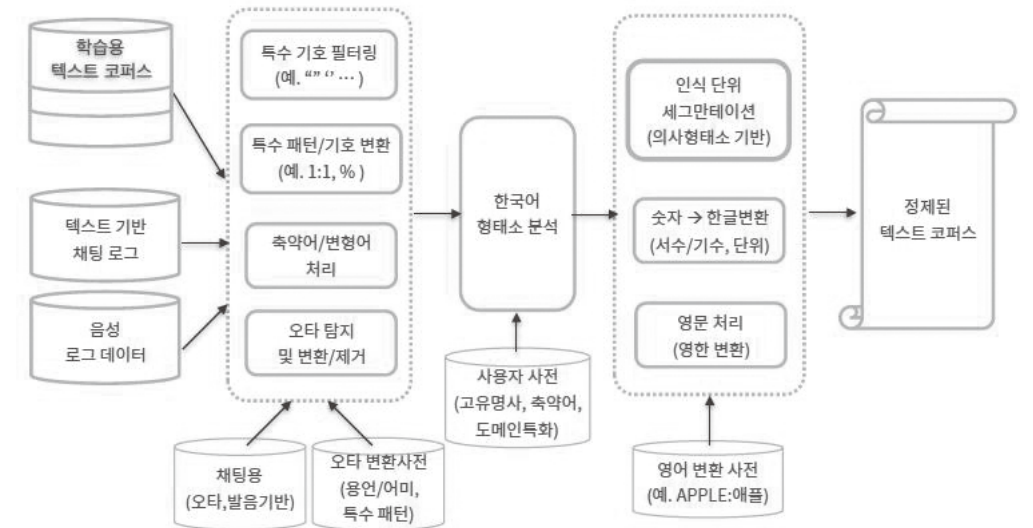 학습용
텍스트 코퍼스
텍스트 기반
채팅 로그
음성
로그 데이터
특수 기호 필터링
(예. “” ‘’ … )
특수 패턴/기호 변환
(예. 1:1, % )
축약어/변형어
처리
오타 탐지
및 변환/제거
채팅용
(오타,발음기반)
오타 변환사전
(용언/어미,
특수 패턴)
한국어
형태소 분석
사용자 사전
(고유명사, 축약어,
도메인특화)
인식 단위
세그만테이션
(의사형태소 기반)
숫자 → 한글변환
(서수/기수, 단위)
영문 처리
(영한 변환)
영어 변환 사전
(예. APPLE:애플)
정제된
텍스트 코퍼스